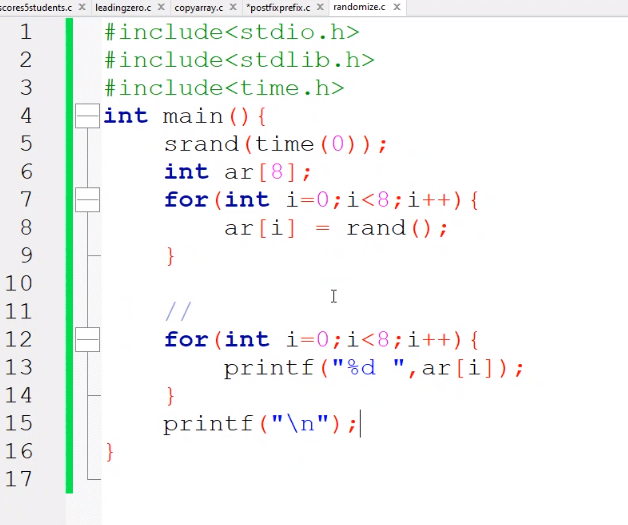 scores5students.c leadingzero.c copyarray.c *postfixprefix.c randomize.c
1 #include<stdio.h>
2 #include<stdlib.h>
3 #include<time.h>
4 int main(){
5 srand(time(0));
6 int ar[8];
7 for(int i=0;i<8;i++){
8 ar[i] = rand();
9 }
10
11 //
12 for(int i=0;i<8;i++){
13 printf("%d ",ar[i]);
14 }
15 printf("\n");
16 }
17